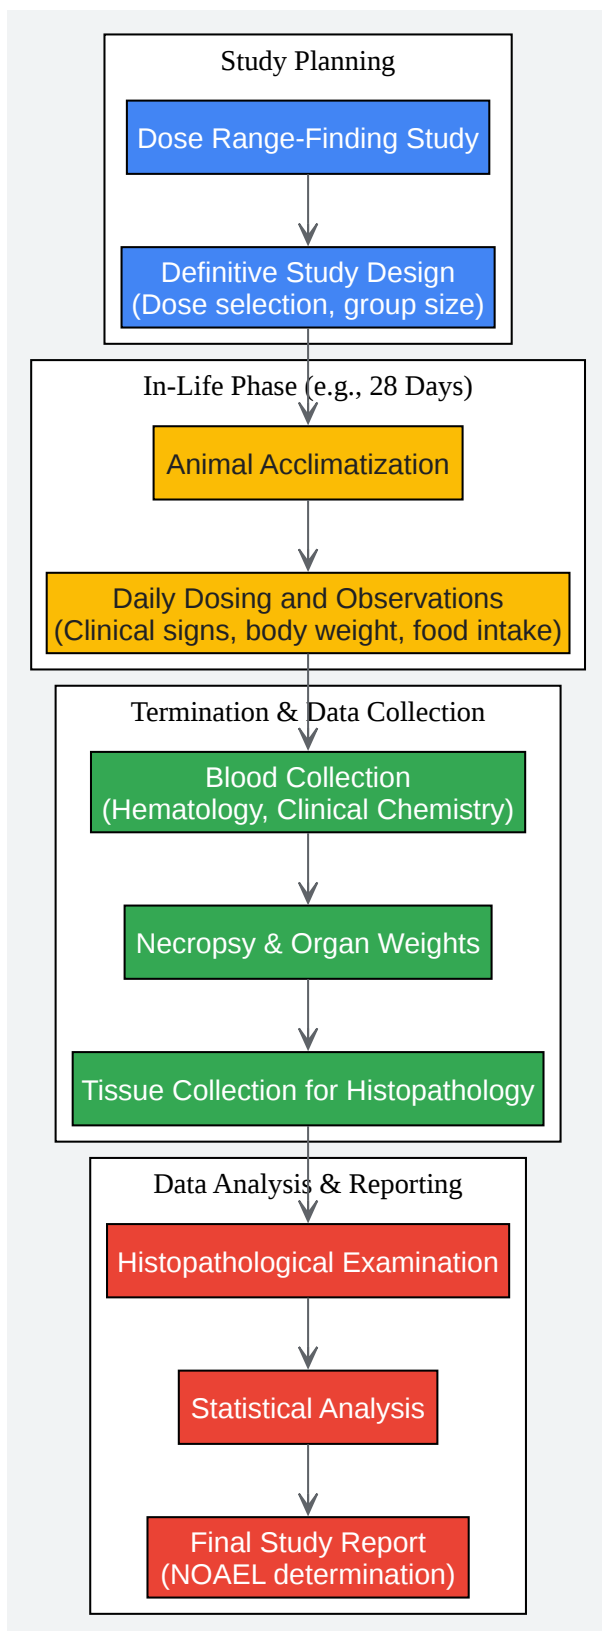 Study Planning
Dose Range-Finding Study
Definitive Study Design
(Dose selection, group size)
In-Life Phase (e.g., 28 Days)
Animal Acclimatization
Daily Dosing and Observations
(Clinical signs, body weight, food intake)
Termination & Data Collection
Blood Collection
(Hematology, Clinical Chemistry)
Necropsy & Organ Weights
Tissue Collection for Histopathology
Data Analysis & Reporting
Histopathological Examination
Statistical Analysis
Final Study Report
(NOAEL determination)